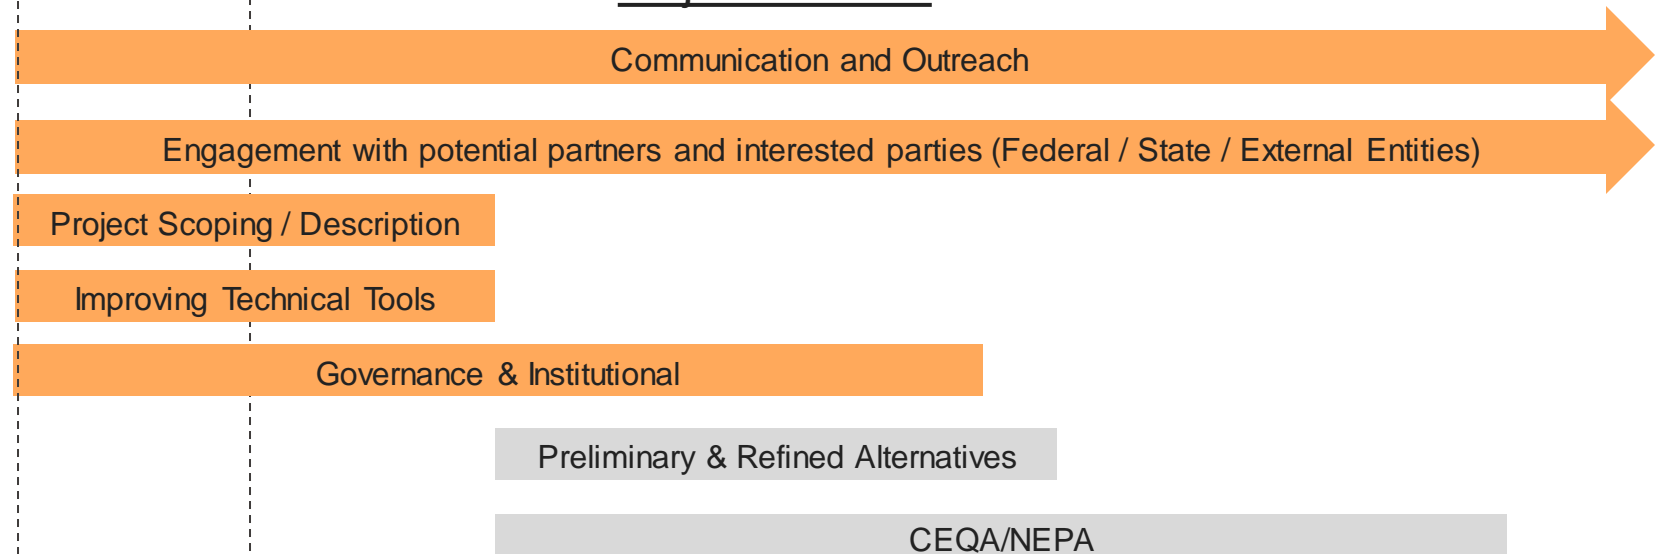 Communication and Outreach
Engagement with potential partners and interested parties (Federal / State / External Entities)
Project Scoping / Description
Improving Technical Tools
Governance & Institutional
Preliminary & Refined Alternatives
CEQA/NEPA